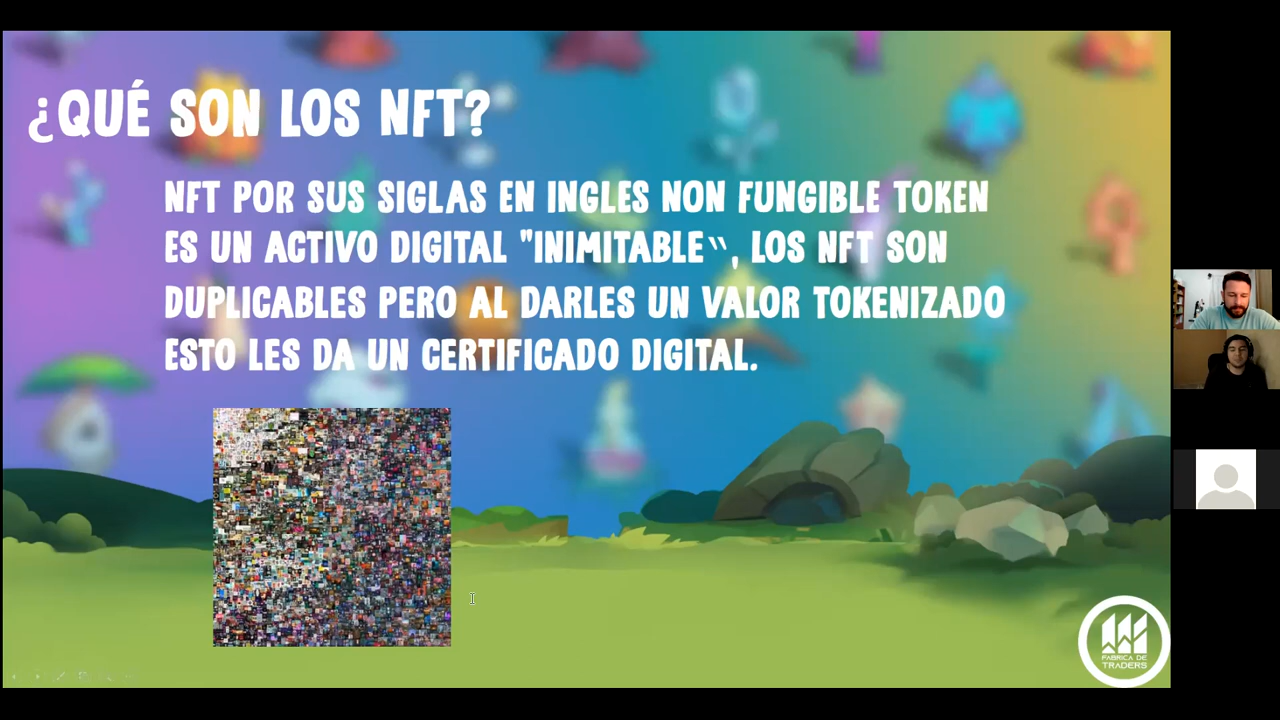 ¿QUÉ SON LOS NFT?
NFT POR SUS SIGLAS EN INGLES NON FUNGIBLE TOKEN
ES UN ACTIVO DIGITAL "INIMITABLE“, LOS NFT SON
DUPLICABLES PERO AL DARLES UN VALOR TOKENIZADO
ESTO LES DA UN CERTIFICADO DIGITAL.
FABRICA DE
TRADERS